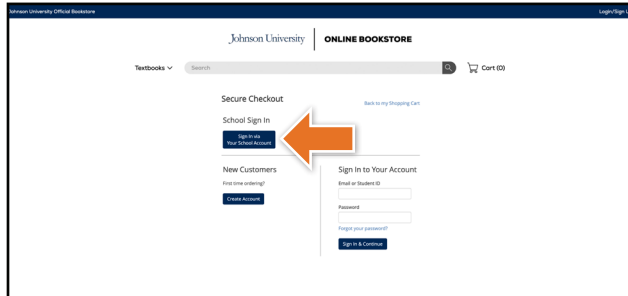 Johnson University Official Bookstore
Login/Sign U
Johnson University
ONLINE BOOKSTORE
Textbooks
Search
Cart (0)
Secure Checkout
Back to my Shopping Cart
School Sign In
Sign In via
Your School Account
New Customers
First time ordering?
Create Account
Sign In to Your Account
Email or Student ID
Password
Forgot your password?
Sign in & Continue